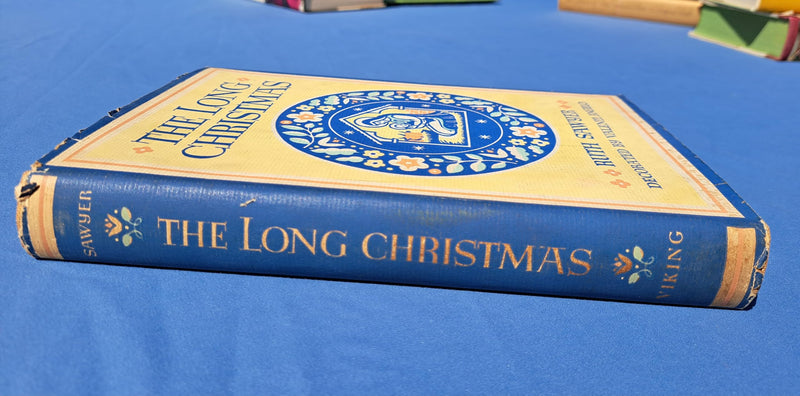 THE LONG
CHRISTMAS
RUTH SAWYER
DECORATED BY VALENTI ANGELO
SAWYER
THE LONG CHRISTMAS
VIKING